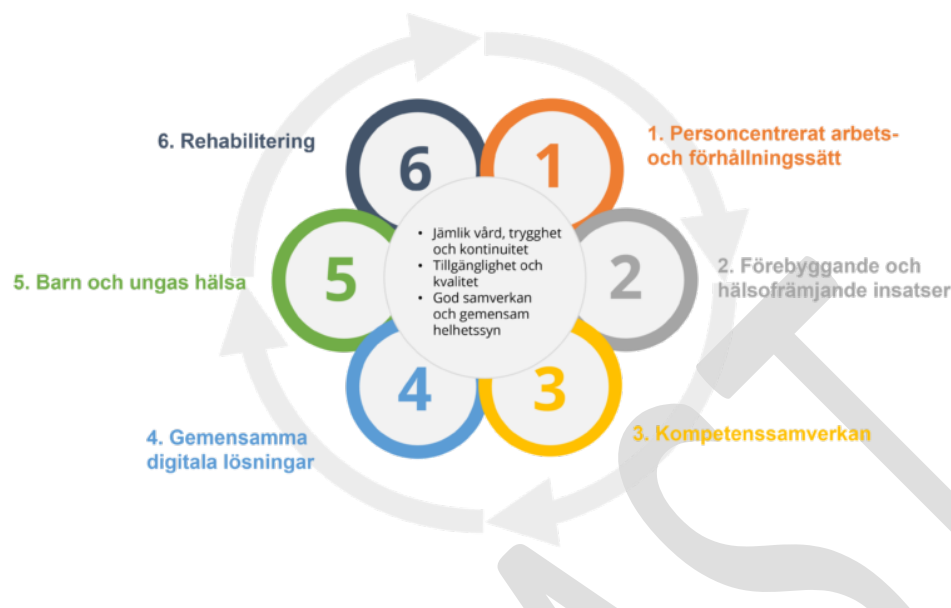 1. Personcentrerat arbets-
och förhållningssätt
2. Förebyggande och
hälsofrämjande insatser
3. Kompetenssamverkan
4. Gemensamma
digitala lösningar
5. Barn och ungas hälsa
6. Rehabilitering
1
2
3
4
5
6
• Jämlik vård, trygghet
och kontinuitet
• Tillgänglighet och
kvalitet
• God samverkan
och gemensam
helhetssyn